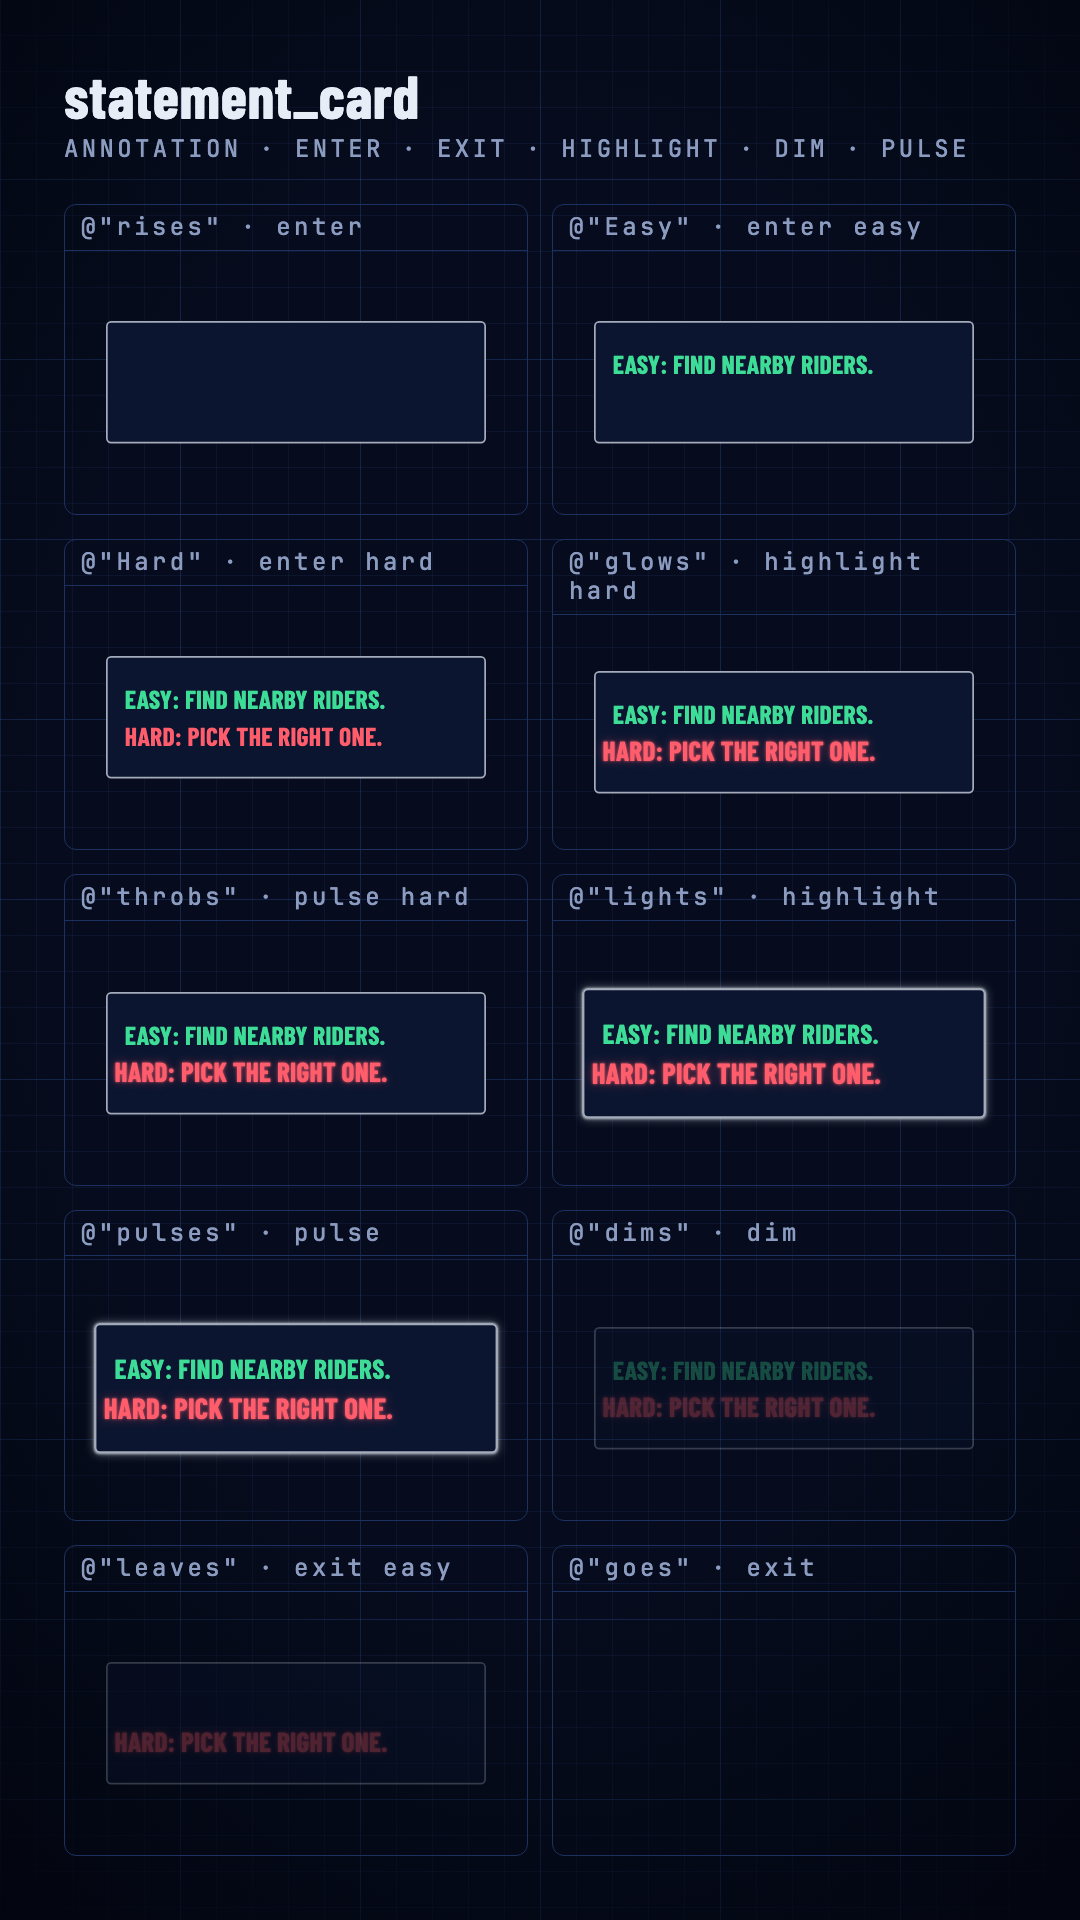 statement_card
ANNOTATION · ENTER · EXIT · HIGHLIGHT · DIM · PULSE
@"rises" · enter
@"Easy" · enter easy
EASY: FIND NEARBY RIDERS.
@"Hard" · enter hard
EASY: FIND NEARBY RIDERS.
HARD: PICK THE RIGHT ONE.
@"glows" · highlight
hard
EASY: FIND NEARBY RIDERS.
HARD: PICK THE RIGHT ONE.
@"throbs" · pulse hard
EASY: FIND NEARBY RIDERS.
HARD: PICK THE RIGHT ONE.
@"lights" · highlight
EASY: FIND NEARBY RIDERS.
HARD: PICK THE RIGHT ONE.
@"pulses" · pulse
EASY: FIND NEARBY RIDERS.
HARD: PICK THE RIGHT ONE.
@"dims" · dim
EASY: FIND NEARBY RIDERS.
HARD: PICK THE RIGHT ONE.
@"leaves" · exit easy
HARD: PICK THE RIGHT ONE.
@"goes" · exit